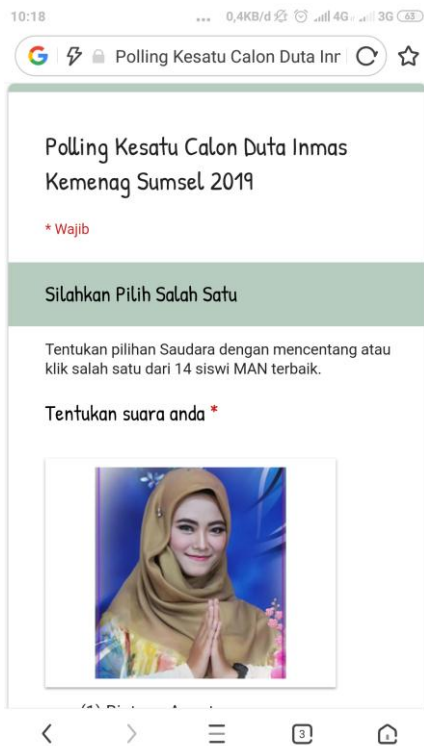 10:18
... 0,4KB/d 4G 3G 63
Polling Kesatu Calon Duta Inr
Polling Kesatu Calon Duta Inmas
Kemenag Sumsel 2019
* Wajib
Silahkan Pilih Salah Satu
Tentukan pilihan Saudara dengan mencentang atau
klik salah satu dari 14 siswi MAN terbaik.
Tentukan suara anda *
3